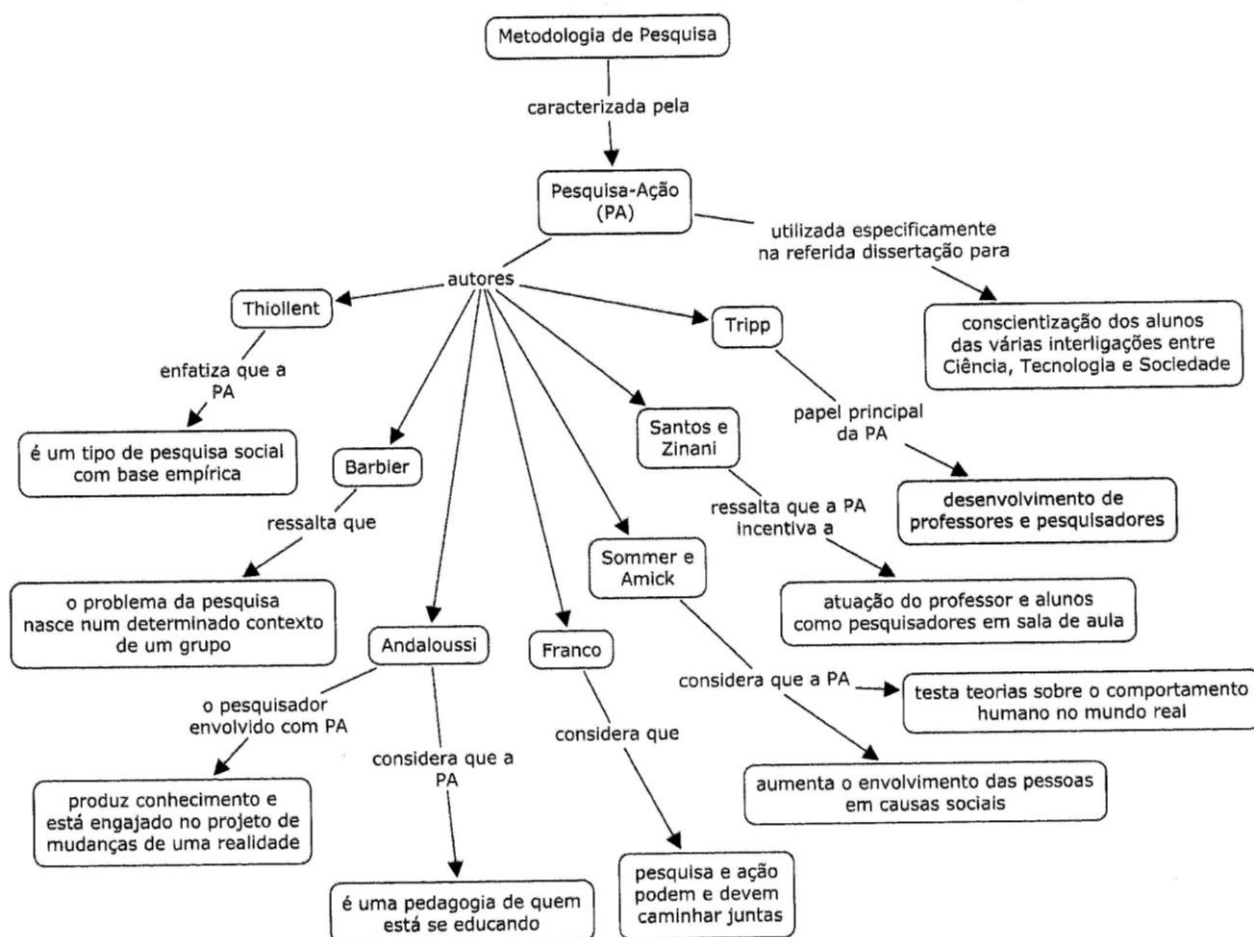 Metodologia de Pesquisa
caracterizada pela
Pesquisa-Ação
(PA)
utilizada especificamente
na referida dissertação para
conscientização dos alunos
das várias interligações entre
Ciência, Tecnologia e Sociedade
autores
Thiollent
enfatiza que a
PA
é um tipo de pesquisa social
com base empírica
Barbier
ressalta que
o problema da pesquisa
nasce num determinado contexto
de um grupo
Andaloussi
o pesquisador
envolvido com PA
produz conhecimento e
está engajado no projeto de
mudanças de uma realidade
considera que a
PA
é uma pedagogia de quem
está se educando
Franco
considera que
pesquisa e ação
podem e devem
caminhar juntas
Sommer e
Amick
considera que a PA
testa teorias sobre o comportamento
humano no mundo real
aumenta o envolvimento das pessoas
em causas sociais
Santos e
Zinani
ressalta que a PA
incentiva a
atuação do professor e alunos
como pesquisadores em sala de aula
Tripp
papel principal
da PA
desenvolvimento de
professores e pesquisadores